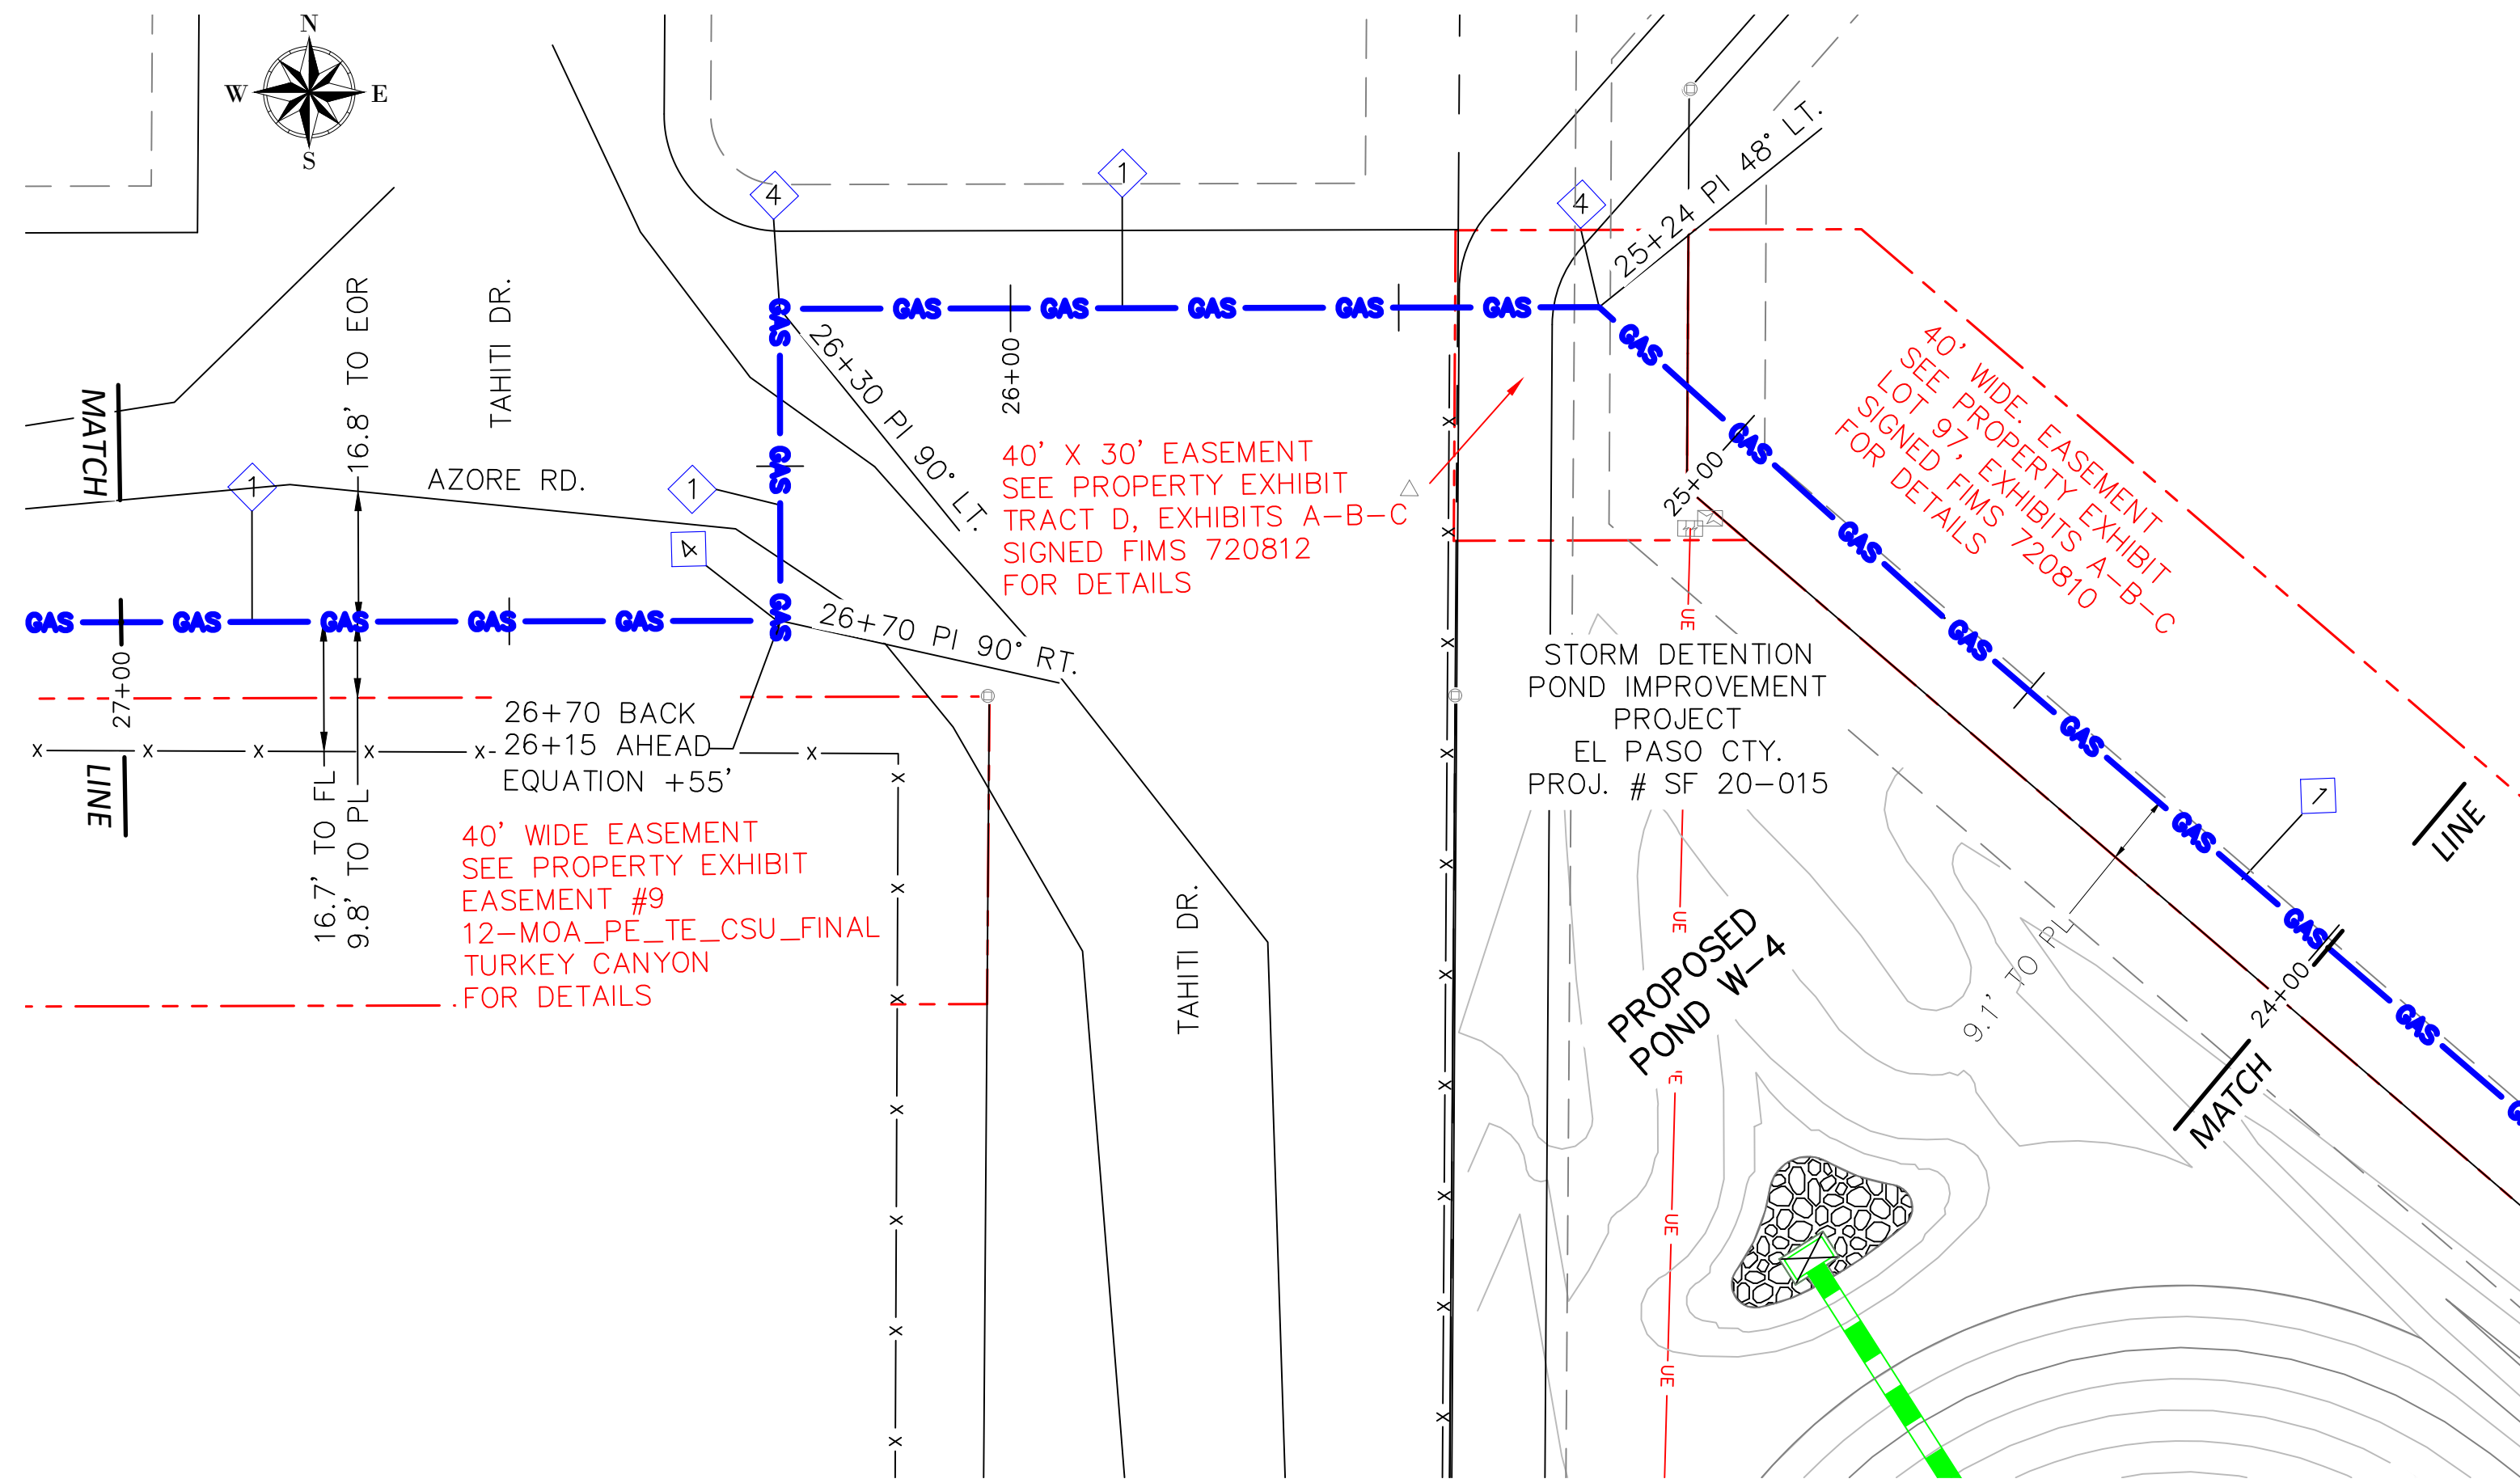 N
W E
S
MATCH
LINE
16.8' TO EOR
TAHITI DR.
AZORE RD.
1
4
1
4
1
4
25+24 PI 48° LT.
26+30 PI 90° LT.
26+00
40' X 30' EASEMENT
SEE PROPERTY EXHIBIT
TRACT D, EXHIBITS A-B-C
SIGNED FIMS 720812
FOR DETAILS
GAS GAS GAS GAS GAS
GAS
GAS
GAS
GAS GAS GAS GAS GAS
26+70 PI 90° RT.
27+00
26+70 BACK
26+15 AHEAD
EQUATION +55'
16.7' TO FL
9.8' TO PL
40' WIDE EASEMENT
SEE PROPERTY EXHIBIT
EASEMENT #9
12-MOA_PE_TE_CSU_FINAL
TURKEY CANYON
FOR DETAILS
TAHITI DR.
25+00
40' WIDE. EASEMENT
SEE PROPERTY EXHIBIT
LOT 97, EXHIBITS A-B-C
SIGNED FIMS 720810
FOR DETAILS
GAS GAS GAS GAS GAS GAS GAS GAS
STORM DETENTION
POND IMPROVEMENT
PROJECT
EL PASO CTY.
PROJ. # SF 20-015
UE
UE
UE
UE
PROPOSED
POND W-4
9.1' TO PL
1
LINE
24+00
MATCH